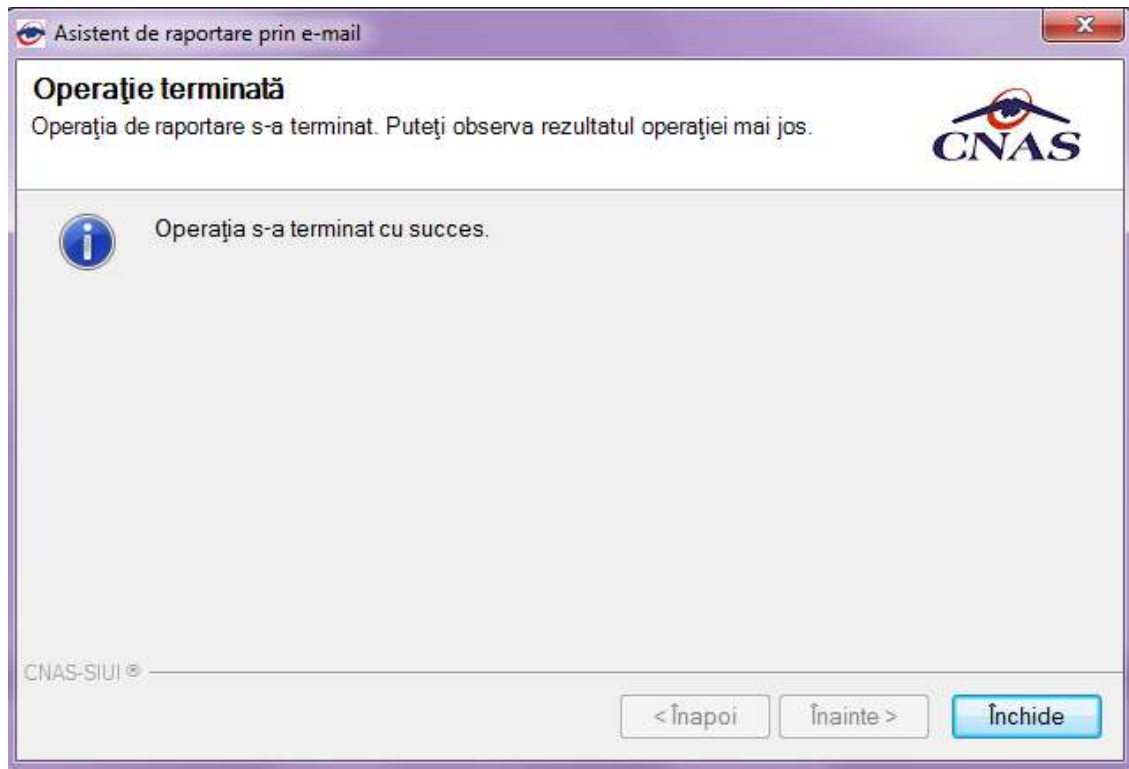 Asistent de raportare prin e-mail
Operaţie terminată
Operaţia de raportare s-a terminat. Puteţi observa rezultatul operaţiei mai jos.
CNAS
Operaţia s-a terminat cu succes.
CNAS-SIUI ®
< Înapoi
Înainte >
Închide